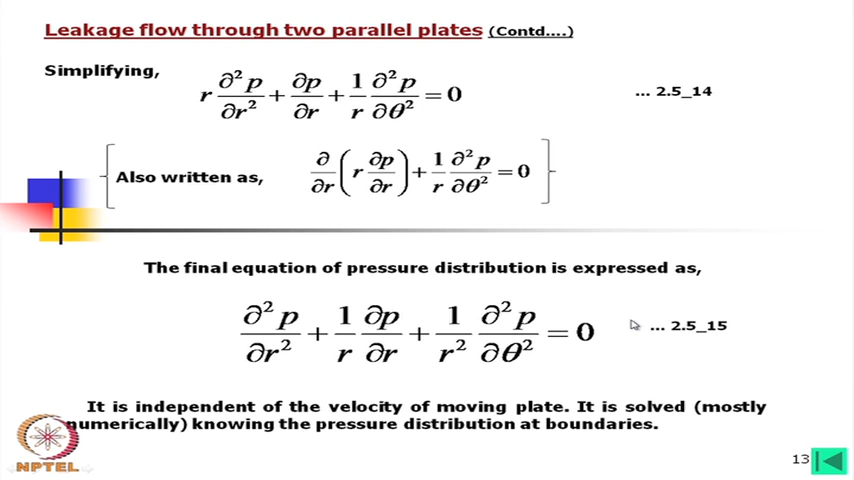 Leakage flow through two parallel plates (Contd....)
Simplifying,
r ∂²p/∂r² + ∂p/∂r + 1/r ∂²p/∂θ² = 0 ... 2.5_14
Also written as, ∂/∂r (r ∂p/∂r) + 1/r ∂²p/∂θ² = 0
The final equation of pressure distribution is expressed as,
∂²p/∂r² + 1/r ∂p/∂r + 1/r² ∂²p/∂θ² = 0 ... 2.5_15
It is independent of the velocity of moving plate. It is solved (mostly
numerically) knowing the pressure distribution at boundaries.
NPTEL
13